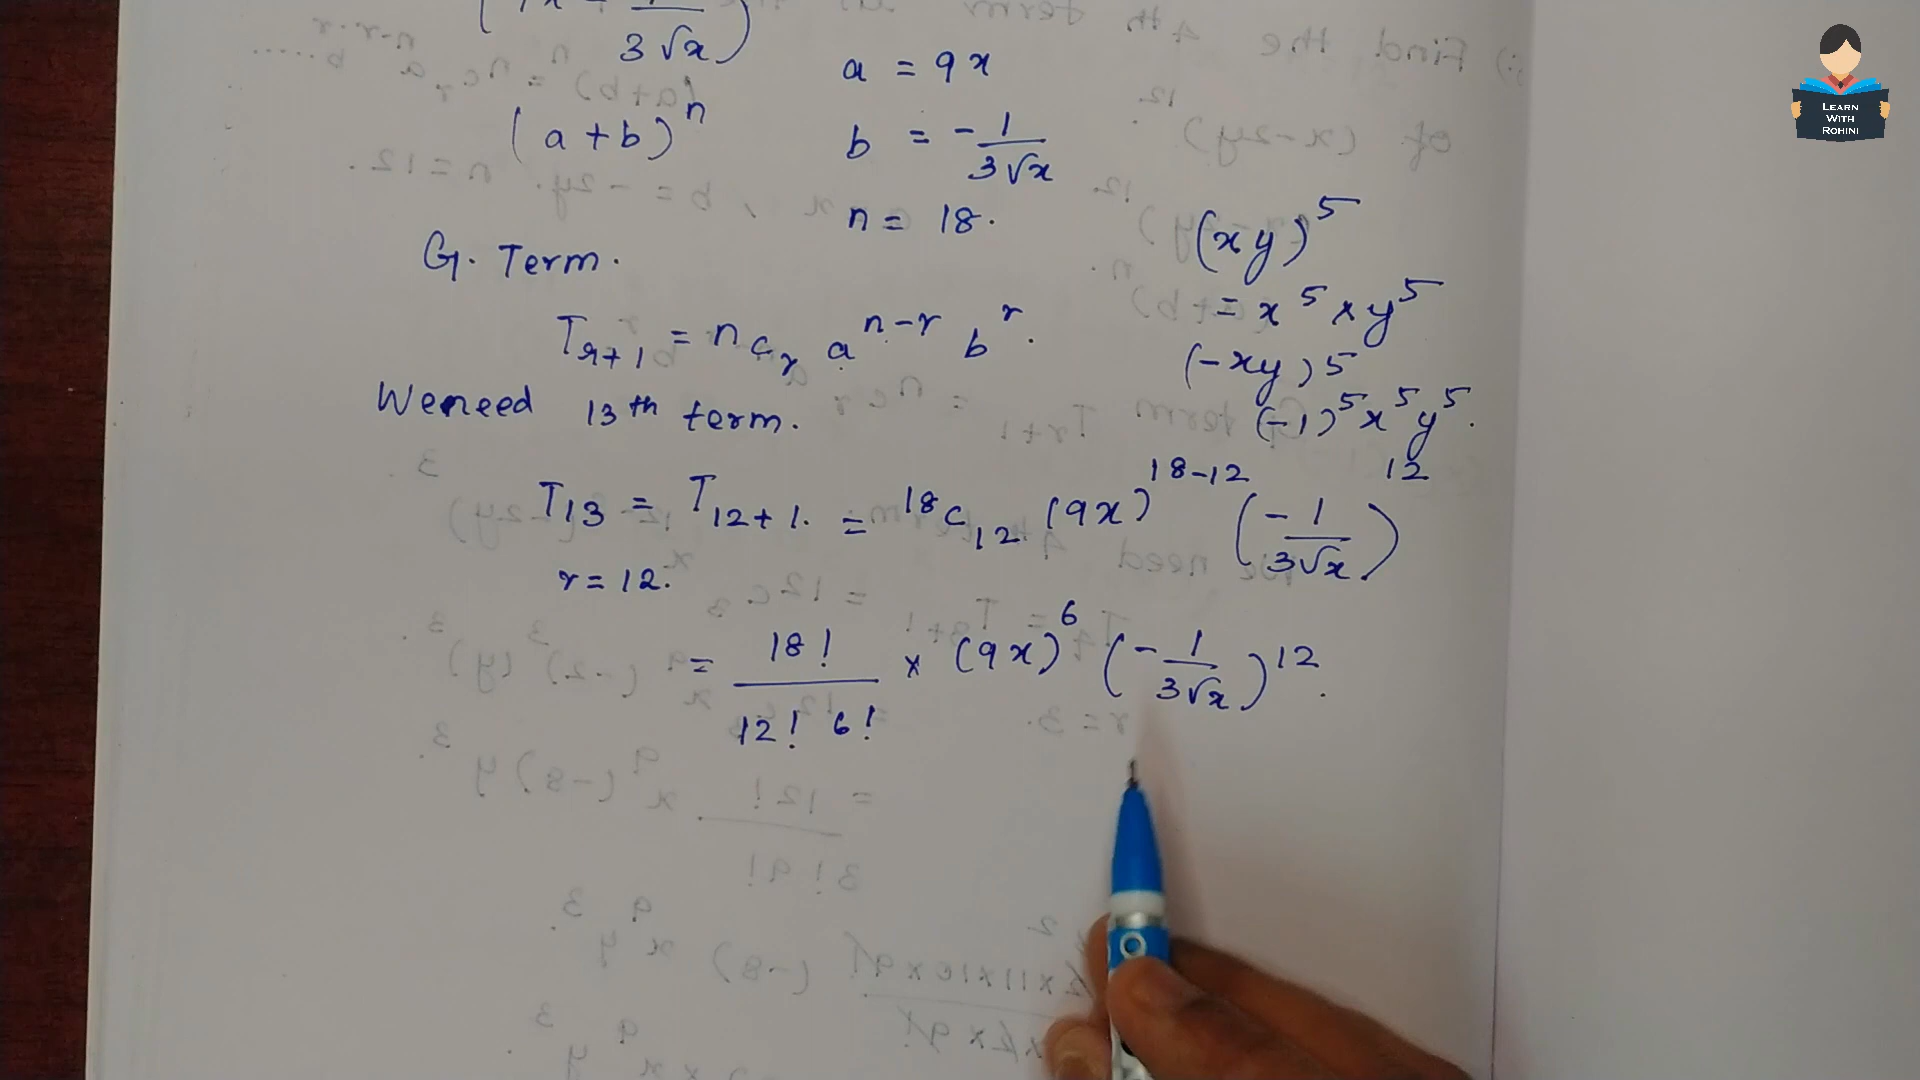 3√x)
a = 9x
(a+b)^n
b = -1/3√x
n = 18.
G. Term.
T_{r+1} = nc_r a^{n-r} b^r.
We need 13th term.
T_13 = T_{12+1}. = 18c_12 (9x)^{18-12} (-1/3√x)^12
r = 12.
= 18!/12! 6! × (9x)^6 (-1/3√x)^12.
(xy)^5
= x^5 × y^5
(-xy)^5
(-1)^5 x^5 y^5.
LEARN
WITH
ROHINI